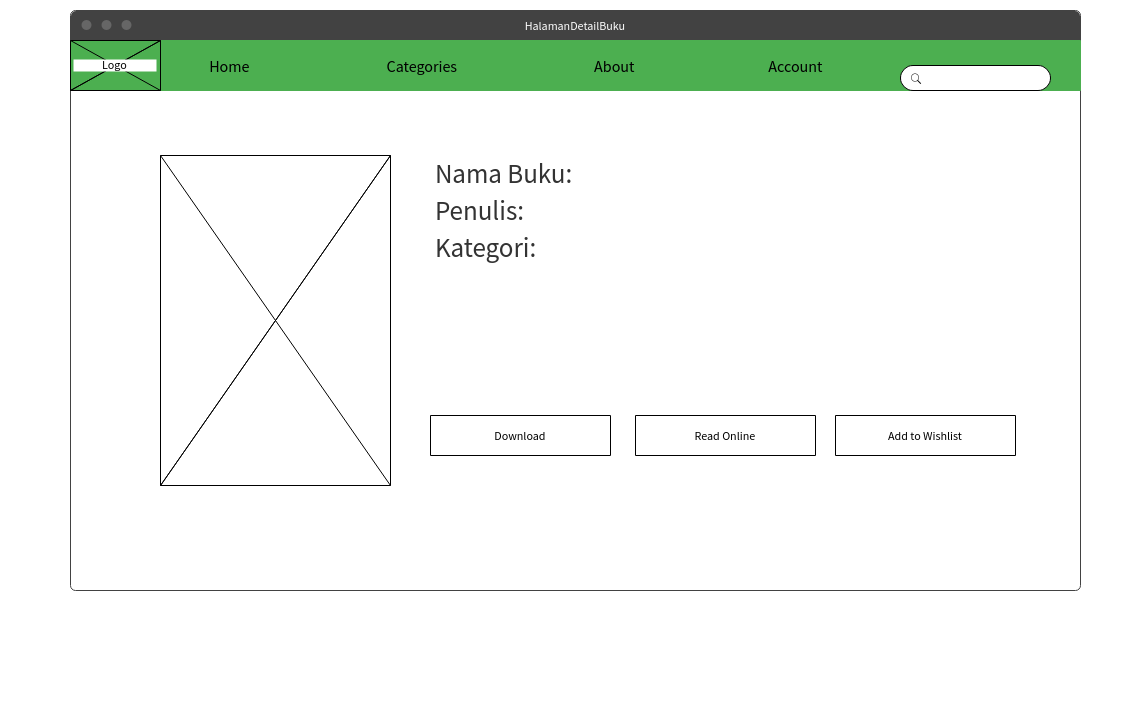 HalamanDetailBuku
Logo
Home
Categories
About
Account
Nama Buku:
Penulis:
Kategori:
Download
Read Online
Add to Wishlist